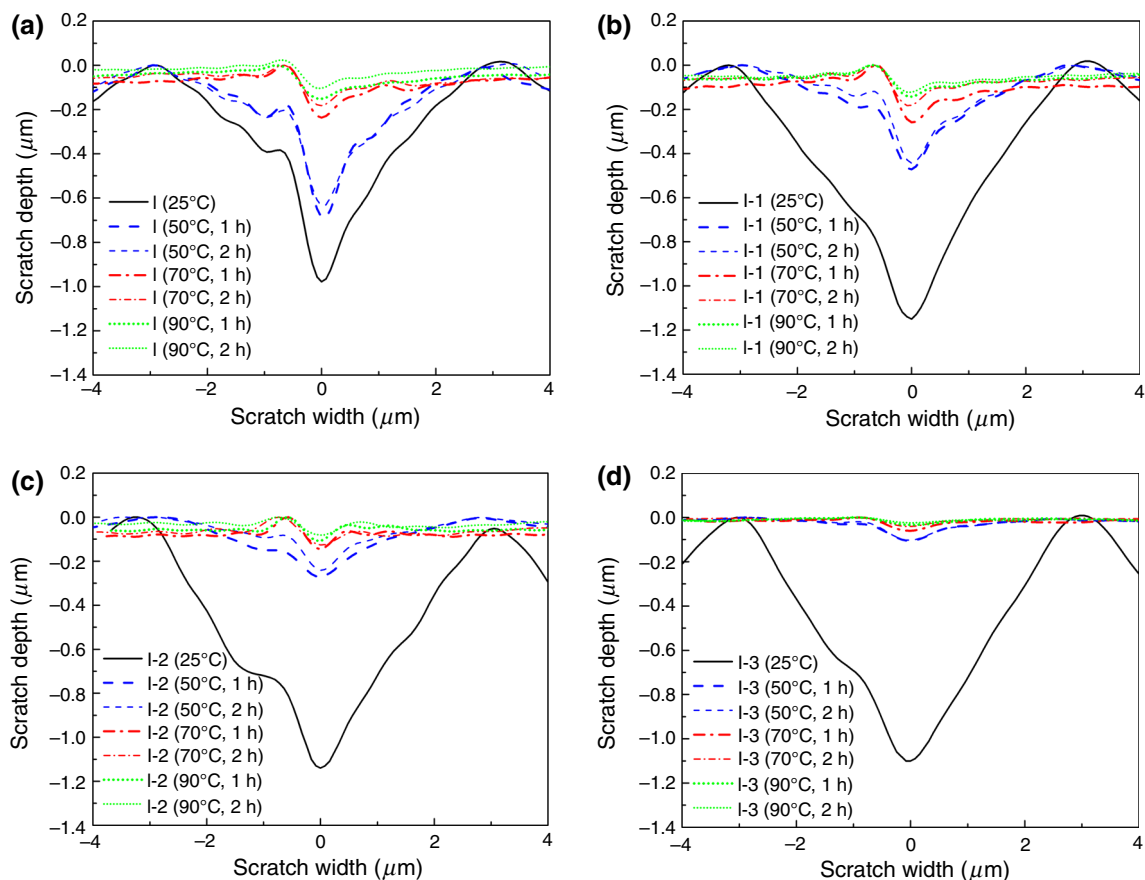 (a)
0.2
0.0
−0.2
−0.4
−0.6
−0.8
−1.0
−1.2
−1.4
Scratch depth (μm)
I (25°C)
I (50°C, 1 h)
I (50°C, 2 h)
I (70°C, 1 h)
I (70°C, 2 h)
I (90°C, 1 h)
I (90°C, 2 h)
−4
−2
0
2
4
Scratch width (μm)
(b)
0.2
0.0
−0.2
−0.4
−0.6
−0.8
−1.0
−1.2
−1.4
Scratch depth (μm)
I-1 (25°C)
I-1 (50°C, 1 h)
I-1 (50°C, 2 h)
I-1 (70°C, 1 h)
I-1 (70°C, 2 h)
I-1 (90°C, 1 h)
I-1 (90°C, 2 h)
−4
−2
0
2
4
Scratch width (μm)
(c)
0.2
0.0
−0.2
−0.4
−0.6
−0.8
−1.0
−1.2
−1.4
Scratch depth (μm)
I-2 (25°C)
I-2 (50°C, 1 h)
I-2 (50°C, 2 h)
I-2 (70°C, 1 h)
I-2 (70°C, 2 h)
I-2 (90°C, 1 h)
I-2 (90°C, 2 h)
−4
−2
0
2
4
Scratch width (μm)
(d)
0.2
0.0
−0.2
−0.4
−0.6
−0.8
−1.0
−1.2
−1.4
Scratch depth (μm)
I-3 (25°C)
I-3 (50°C, 1 h)
I-3 (50°C, 2 h)
I-3 (70°C, 1 h)
I-3 (70°C, 2 h)
I-3 (90°C, 1 h)
I-3 (90°C, 2 h)
−4
−2
0
2
4
Scratch width (μm)